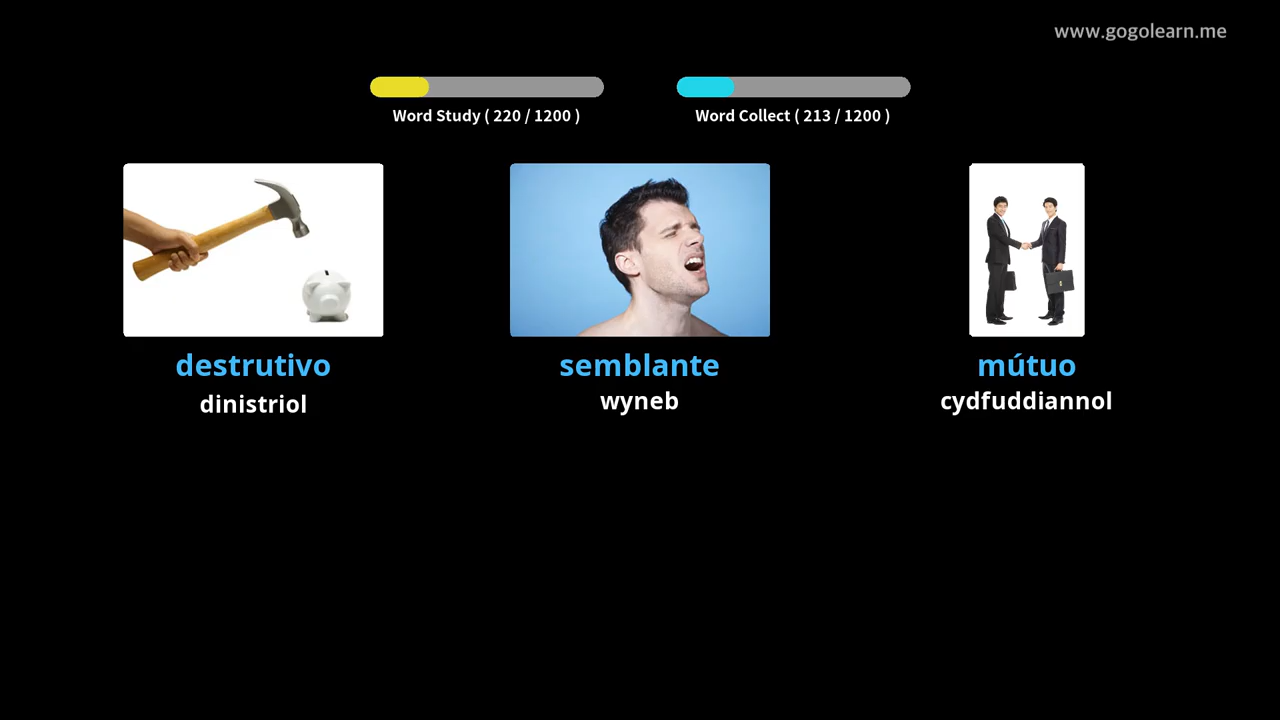 www.gogolearn.me
Word Study ( 220 / 1200 )
Word Collect ( 213 / 1200 )
destrutivo
dinistriol
semblante
wyneb
mútuo
cydfuddiannol